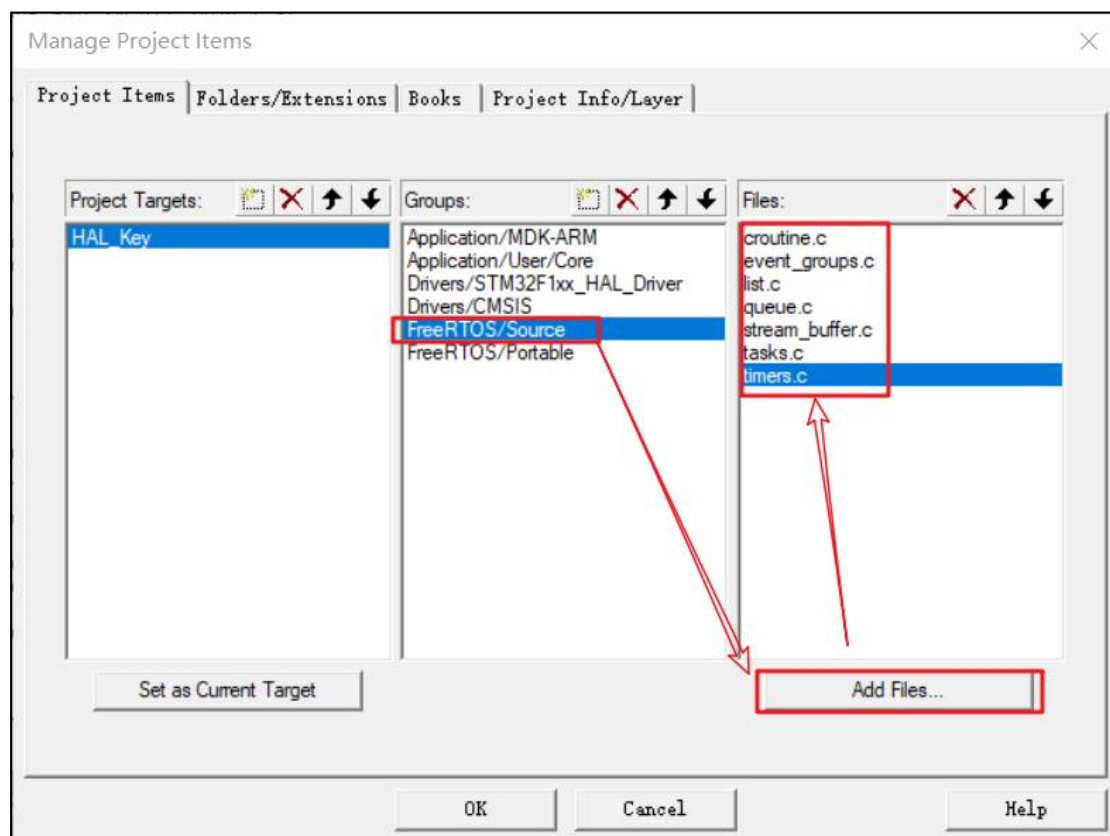 Manage Project Items
Project Items Folders/Extensions Books Project Info/Layer
Project Targets:
HAL_Key
Groups:
Application/MDK-ARM
Application/User/Core
Drivers/STM32F1xx_HAL_Driver
Drivers/CMSIS
FreeRTOS/Source
FreeRTOS/Portable
Files:
croutine.c
event_groups.c
list.c
queue.c
stream_buffer.c
tasks.c
timers.c
Set as Current Target
Add Files...
OK Cancel Help